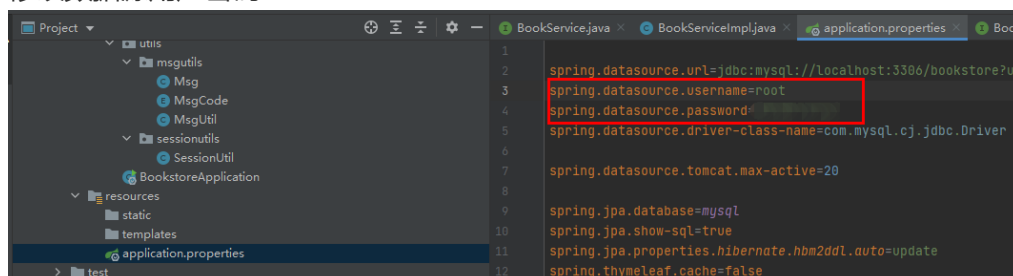 Project
BookService.java
BookServiceImpl.java
application.properties
Boo
utils
msgutils
Msg
MsgCode
MsgUtil
sessionutils
SessionUtil
BookstoreApplication
resources
static
templates
application.properties
test
1
2 spring.datasource.url=jdbc:mysql://localhost:3306/bookstore?u
3 spring.datasource.username=root
4 spring.datasource.password=
5 spring.datasource.driver-class-name=com.mysql.cj.jdbc.Driver
6
7 spring.datasource.tomcat.max-active=20
8
9 spring.jpa.database=mysql
10 spring.jpa.show-sql=true
11 spring.jpa.properties.hibernate.hbm2ddl.auto=update
12 spring.thymeleaf.cache=false